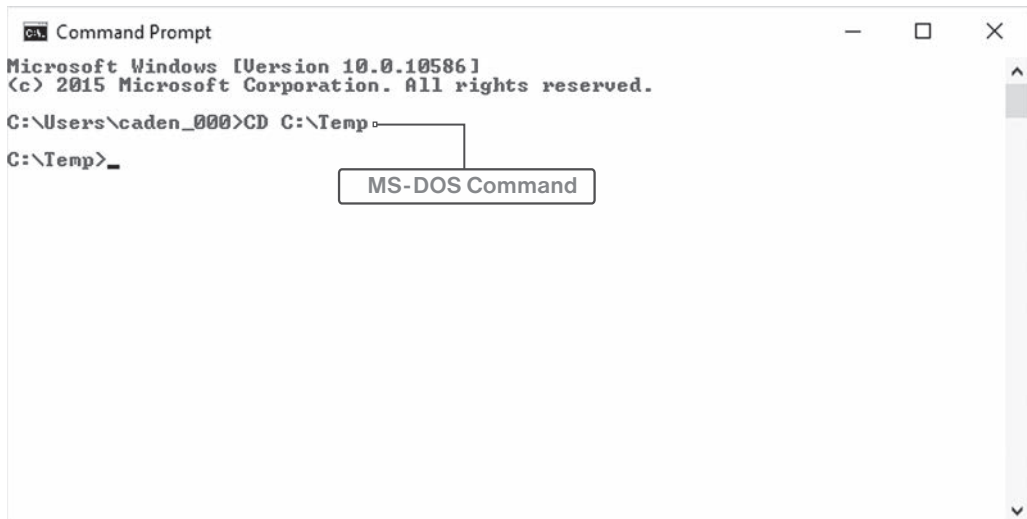 Command Prompt
Microsoft Windows [Version 10.0.10586]
(c) 2015 Microsoft Corporation. All rights reserved.
C:\Users\caden_000>CD C:\Temp
C:\Temp>_
MS-DOS Command